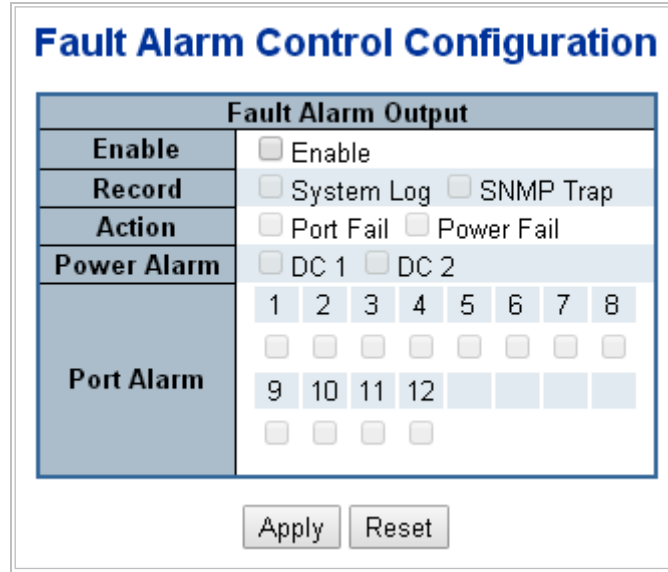 Fault Alarm Control Configuration
Fault Alarm Output
Enable Enable
Record System Log SNMP Trap
Action Port Fail Power Fail
Power Alarm DC 1 DC 2
Port Alarm
1 2 3 4 5 6 7 8
9 10 11 12
Apply Reset